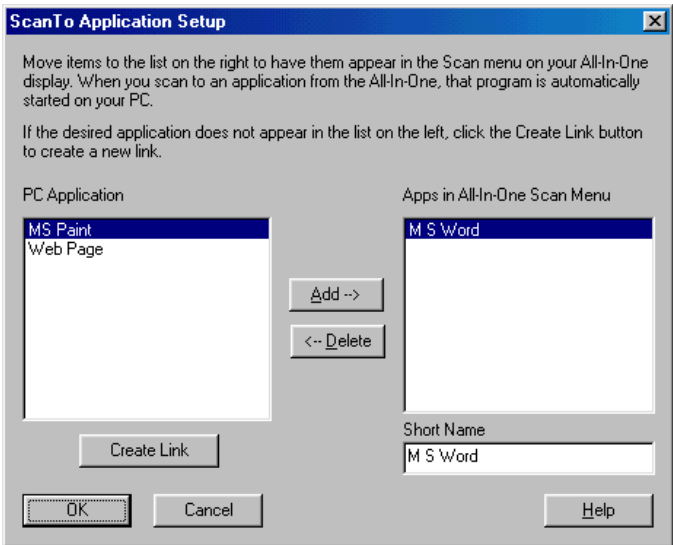 ScanTo Application Setup
Move items to the list on the right to have them appear in the Scan menu on your All-In-One
display. When you scan to an application from the All-In-One, that program is automatically
started on your PC.
If the desired application does not appear in the list on the left, click the Create Link button
to create a new link.
PC Application
MS Paint
Web Page
Add -->
<-- Delete
Apps in All-In-One Scan Menu
M S Word
Short Name
M S Word
Create Link
OK
Cancel
Help